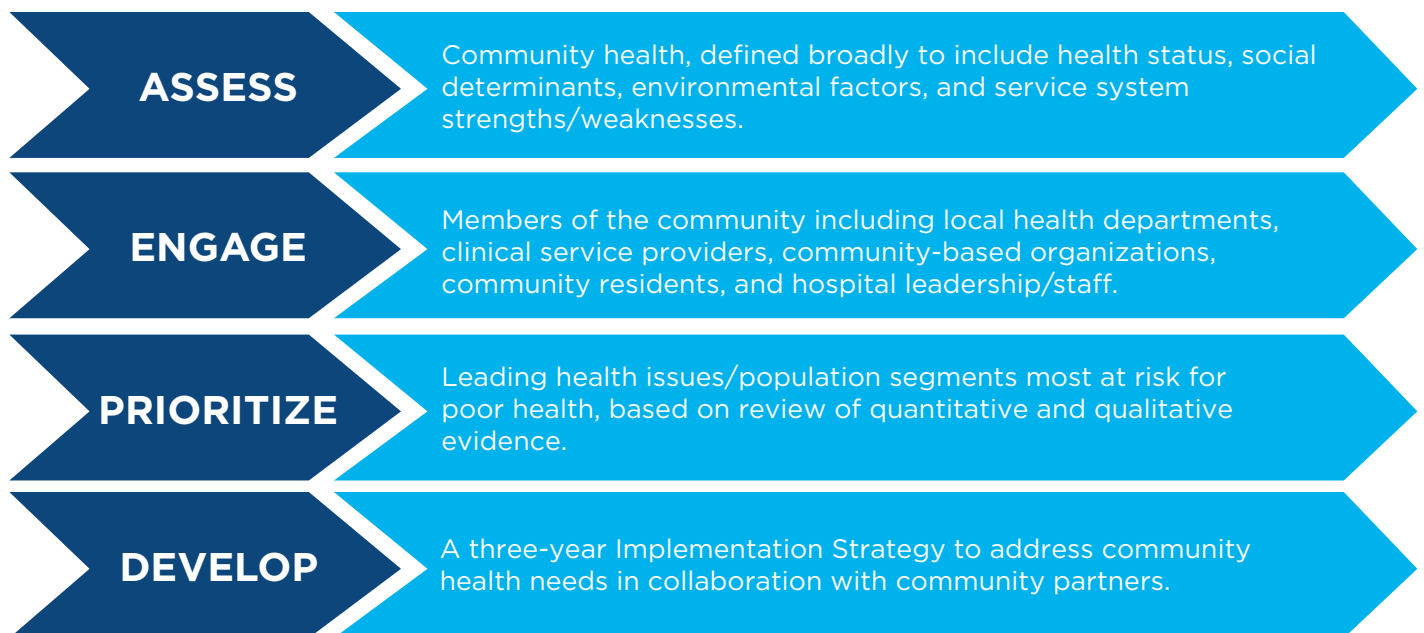 ASSESS
Community health, defined broadly to include health status, social
determinants, environmental factors, and service system
strengths/weaknesses.
ENGAGE
Members of the community including local health departments,
clinical service providers, community-based organizations,
community residents, and hospital leadership/staff.
PRIORITIZE
Leading health issues/population segments most at risk for
poor health, based on review of quantitative and qualitative
evidence.
DEVELOP
A three-year Implementation Strategy to address community
health needs in collaboration with community partners.